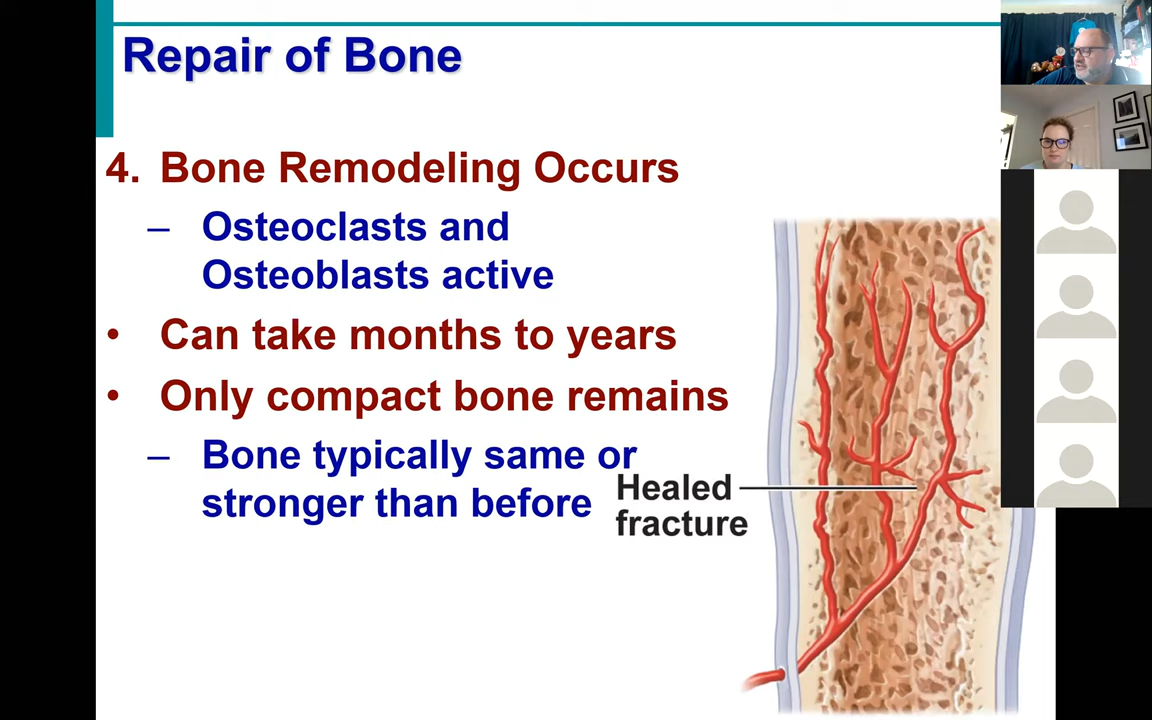 Repair of Bone
4. Bone Remodeling Occurs
– Osteoclasts and
Osteoblasts active
• Can take months to years
• Only compact bone remains
– Bone typically same or
stronger than before
Healed
fracture